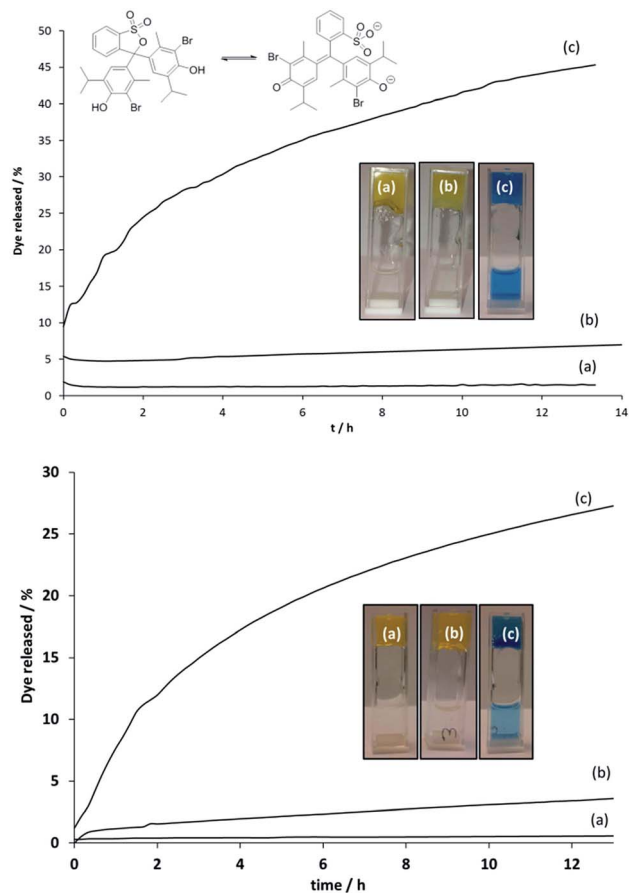 O O
S
O
Br
OH
HO Br
O
S O⊖
O
Br
O
O⊖
Br
(c)
50
45
40
35
30
25
20
15
10
5
0
Dye released / %
(a) (b) (c)
(b)
(a)
0 2 4 6 8 10 12 14
t / h
30
25
20
15
10
5
0
Dye released / %
(c)
(a) (b) (c)
3
(b)
(a)
0 2 4 6 8 10 12
time / h